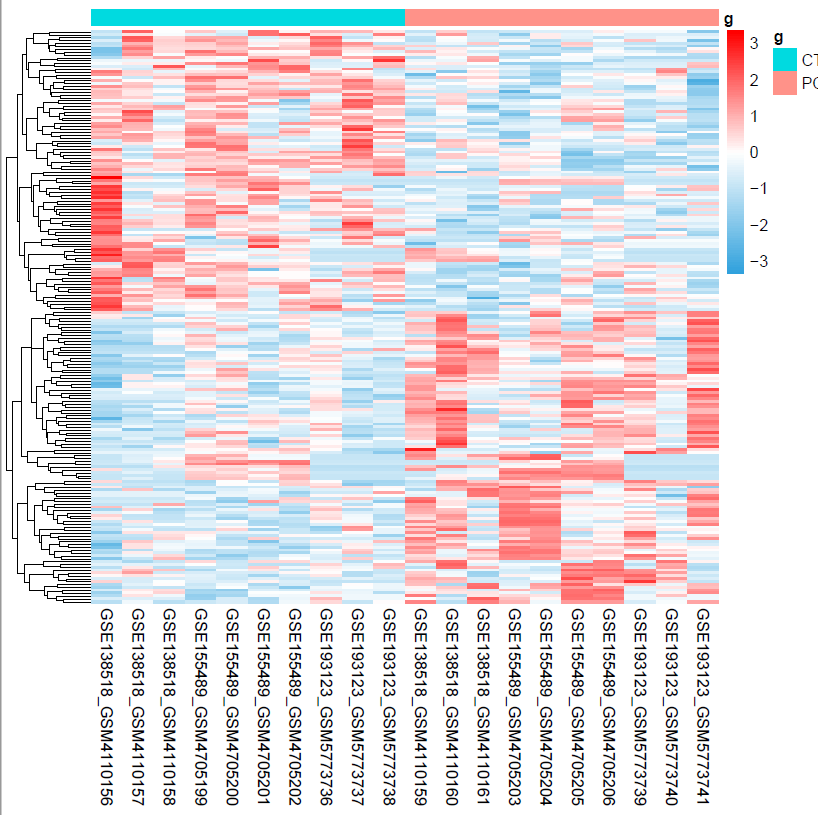 g
3
2
1
0
−1
−2
−3
g
CT
PC
GSE138518_GSM4110156
GSE138518_GSM4110157
GSE138518_GSM4110158
GSE155489_GSM4705199
GSE155489_GSM4705200
GSE155489_GSM4705201
GSE155489_GSM4705202
GSE193123_GSM5773736
GSE193123_GSM5773737
GSE193123_GSM5773738
GSE138518_GSM4110159
GSE138518_GSM4110160
GSE138518_GSM4110161
GSE155489_GSM4705203
GSE155489_GSM4705204
GSE155489_GSM4705205
GSE155489_GSM4705206
GSE193123_GSM5773739
GSE193123_GSM5773740
GSE193123_GSM5773741